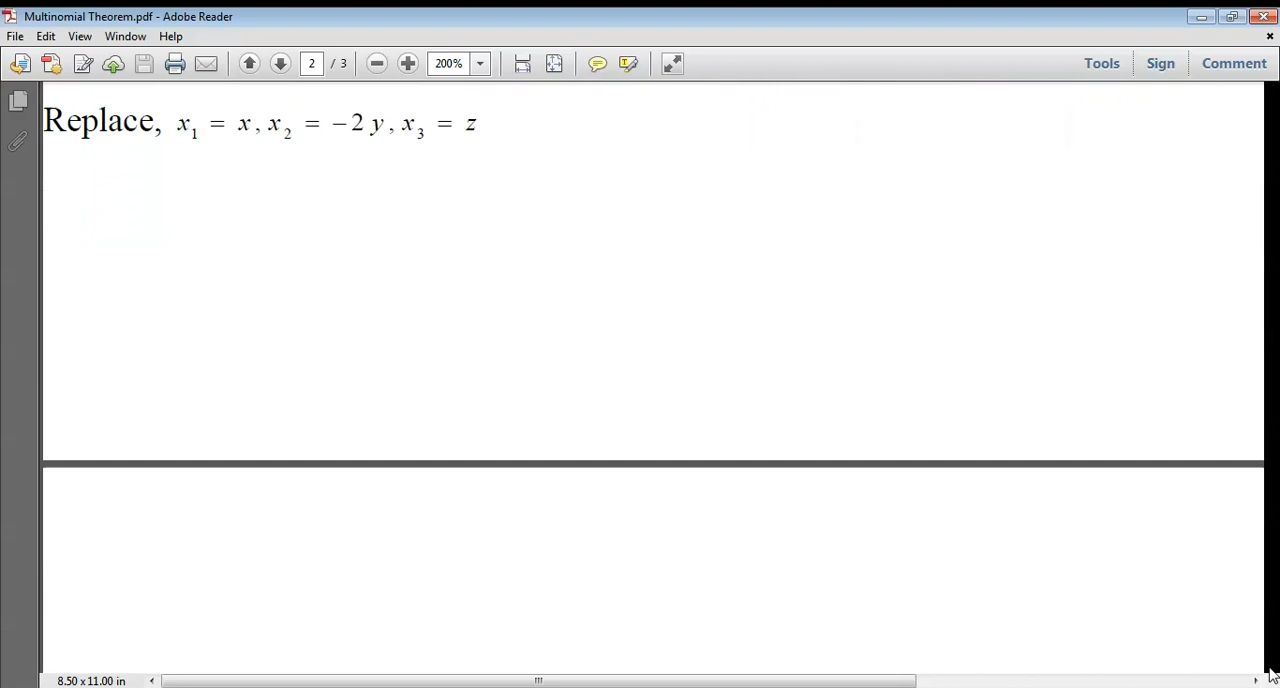 Multinomial Theorem.pdf - Adobe Reader
File Edit View Window Help
2 / 3 200% Tools Sign Comment
Replace, x₁ = x, x₂ = −2y, x₃ = z
8.50 x 11.00 in